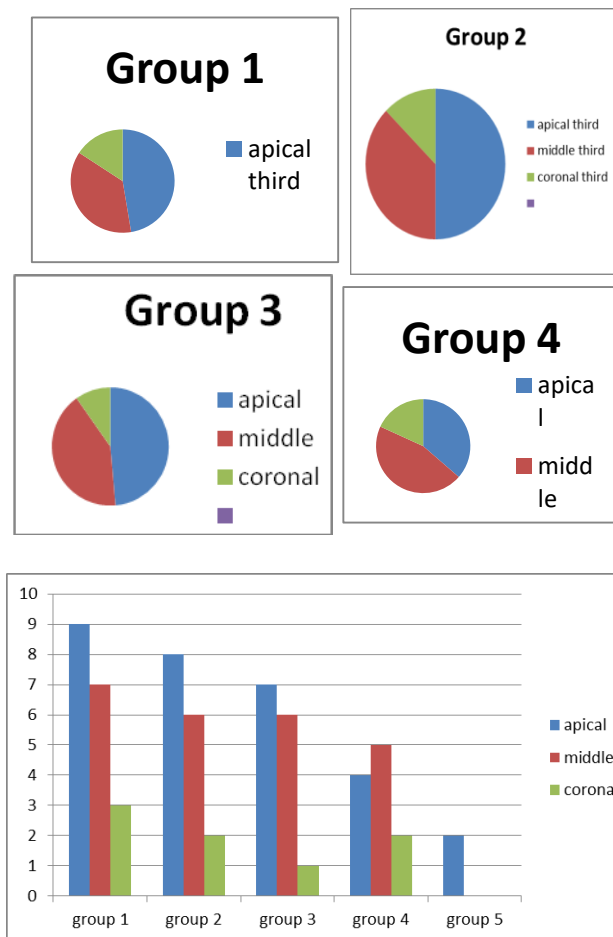 Group 1
apical
third
Group 2
apical third
middle third
coronal third
Group 3
apical
middle
coronal
Group 4
apica
l
midd
le
10
9
8
7
6
5
4
3
2
1
0
group 1
group 2
group 3
group 4
group 5
apical
middle
coronal